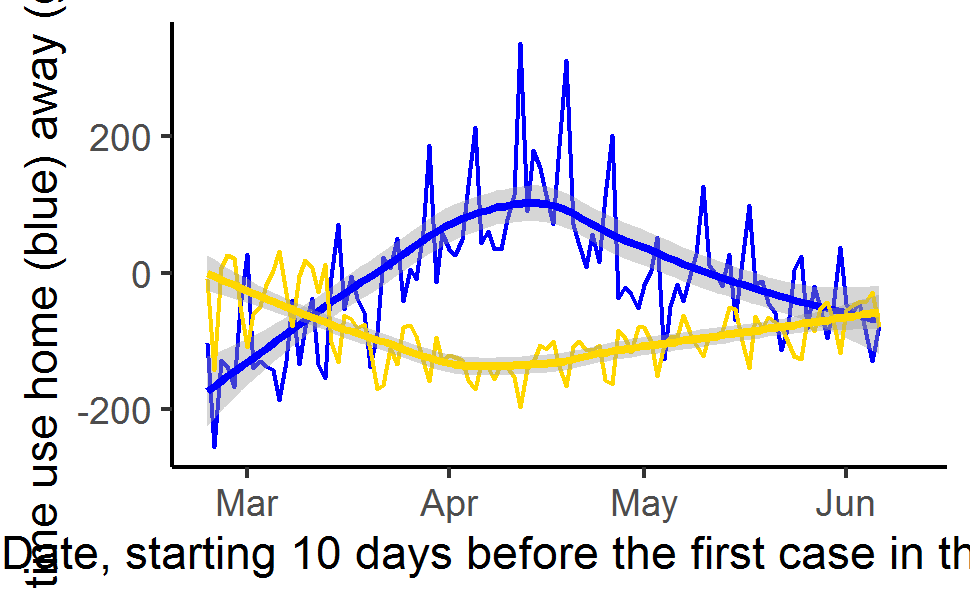 time use home (blue) away (
200
0
-200
Mar Apr May Jun
Date, starting 10 days before the first case in th